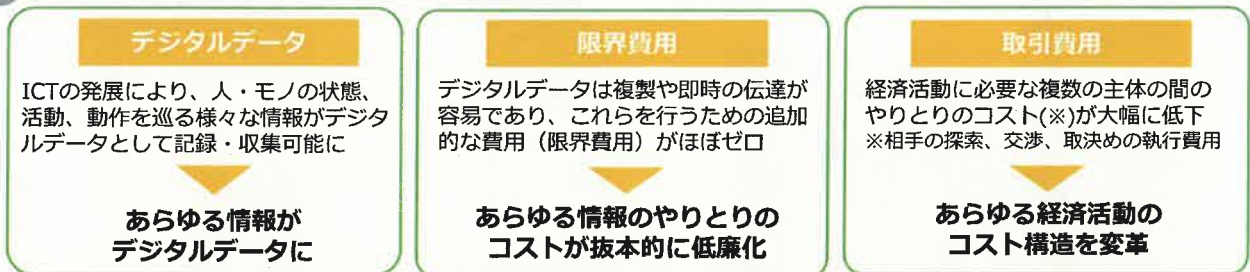 デジタルデータ
ICTの発展により、人・モノの状態、
活動、動作を巡る様々な情報がデジタ
ルデータとして記録・収集可能に
あらゆる情報が
デジタルデータに
限界費用
デジタルデータは複製や即時の伝達が
容易であり、これらを行うための追加
的な費用（限界費用）がほぼゼロ
あらゆる情報のやりとりの
コストが抜本的に低廉化
取引費用
経済活動に必要な複数の主体の間の
やりとりのコスト(※)が大幅に低下
※相手の探索、交渉、取決めの執行費用
あらゆる経済活動の
コスト構造を変革